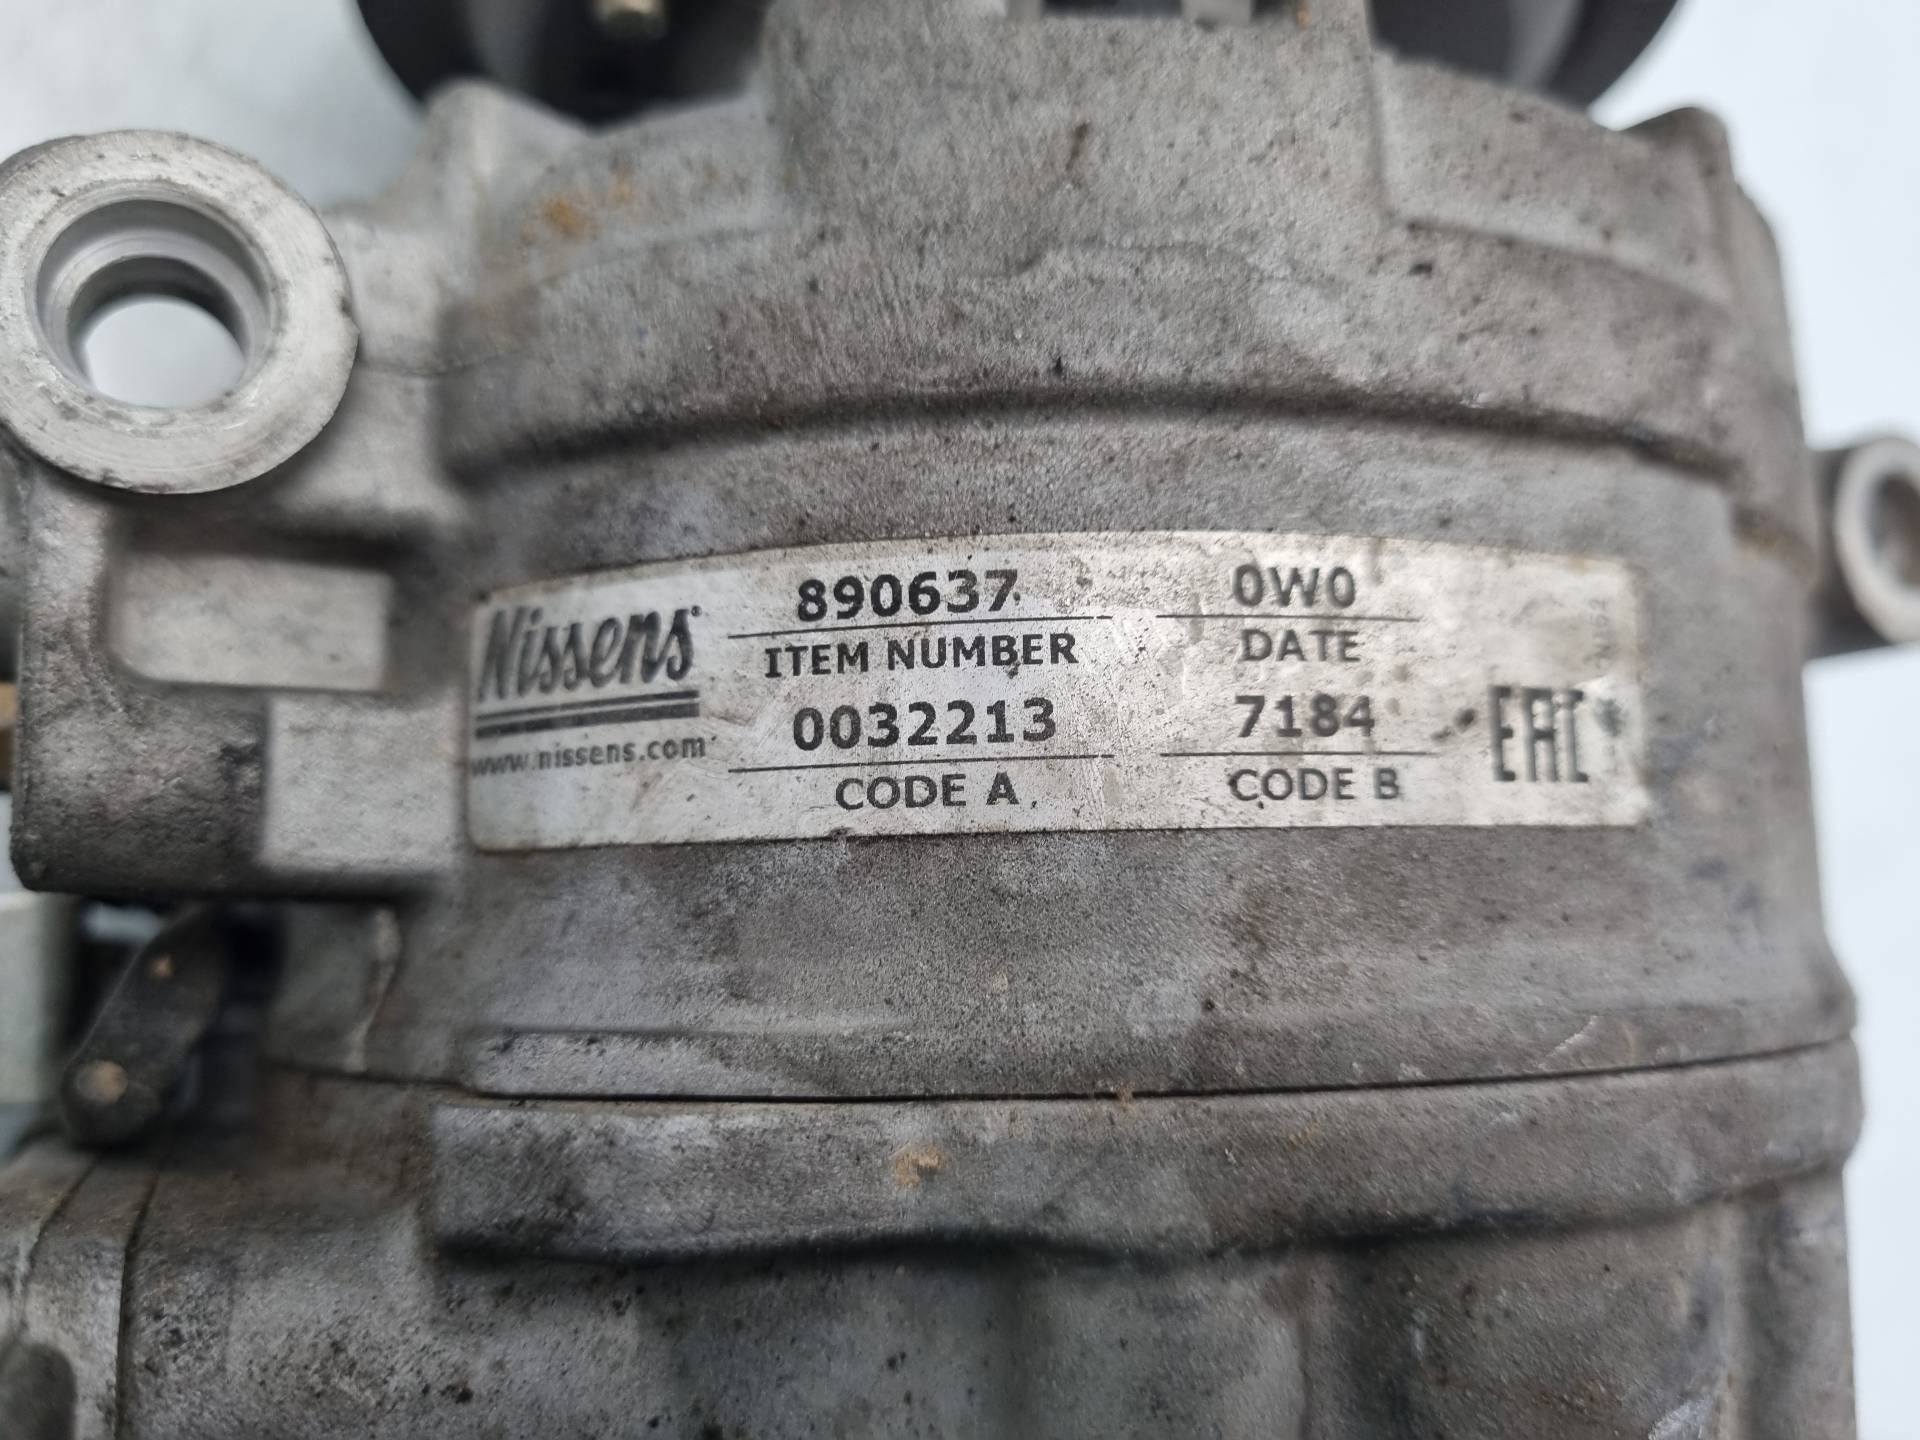 Nissens®
www.nissens.com
890637
ITEM NUMBER
0032213
CODE A
0W0
DATE
7184
CODE B
EAC